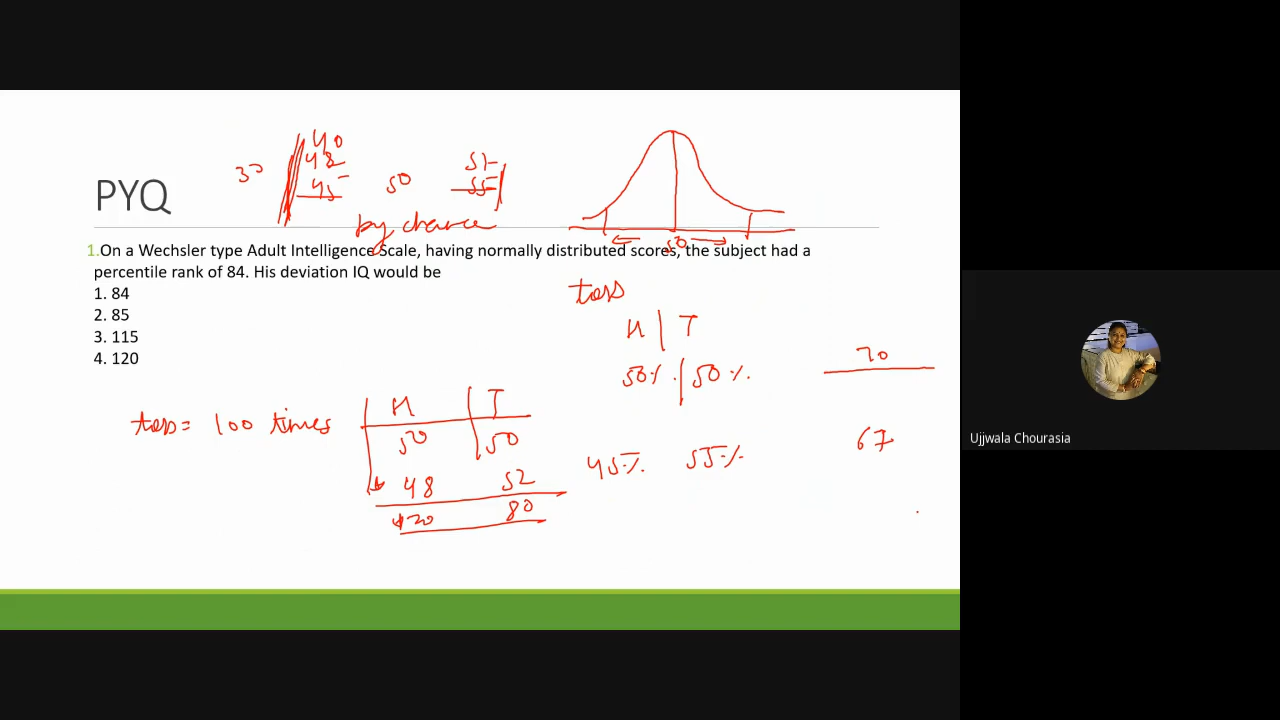 40
48
30
45
50
52
55
by chance
PYQ
50
1.On a Wechsler type Adult Intelligence Scale, having normally distributed scores, the subject had a
percentile rank of 84. His deviation IQ would be
1. 84
2. 85
3. 115
4. 120
toss
H | T
50% | 50%
70
toss = 100 times
H T
50 50
48 52
20 80
45% 55%
67
Ujjwala Chourasia